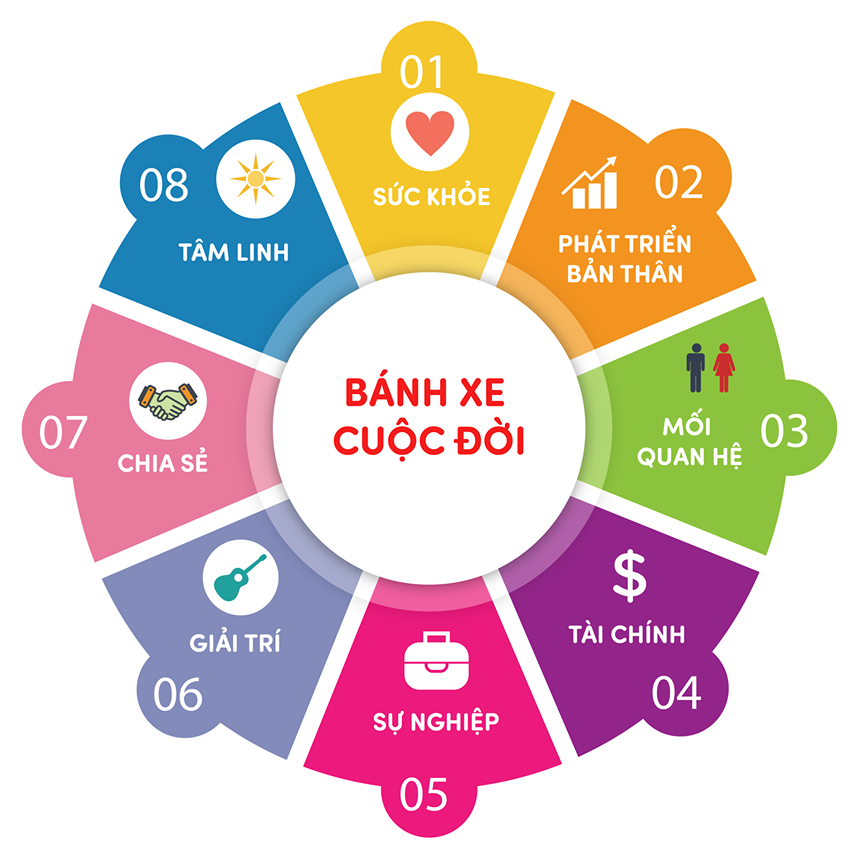 BÁNH XE
CUỘC ĐỜI
01
SỨC KHỎE
02
PHÁT TRIỂN
BẢN THÂN
03
MỐI
QUAN HỆ
$
TÀI CHÍNH
04
SỰ NGHIỆP
05
GIẢI TRÍ
06
07
CHIA SẺ
08
TÂM LINH